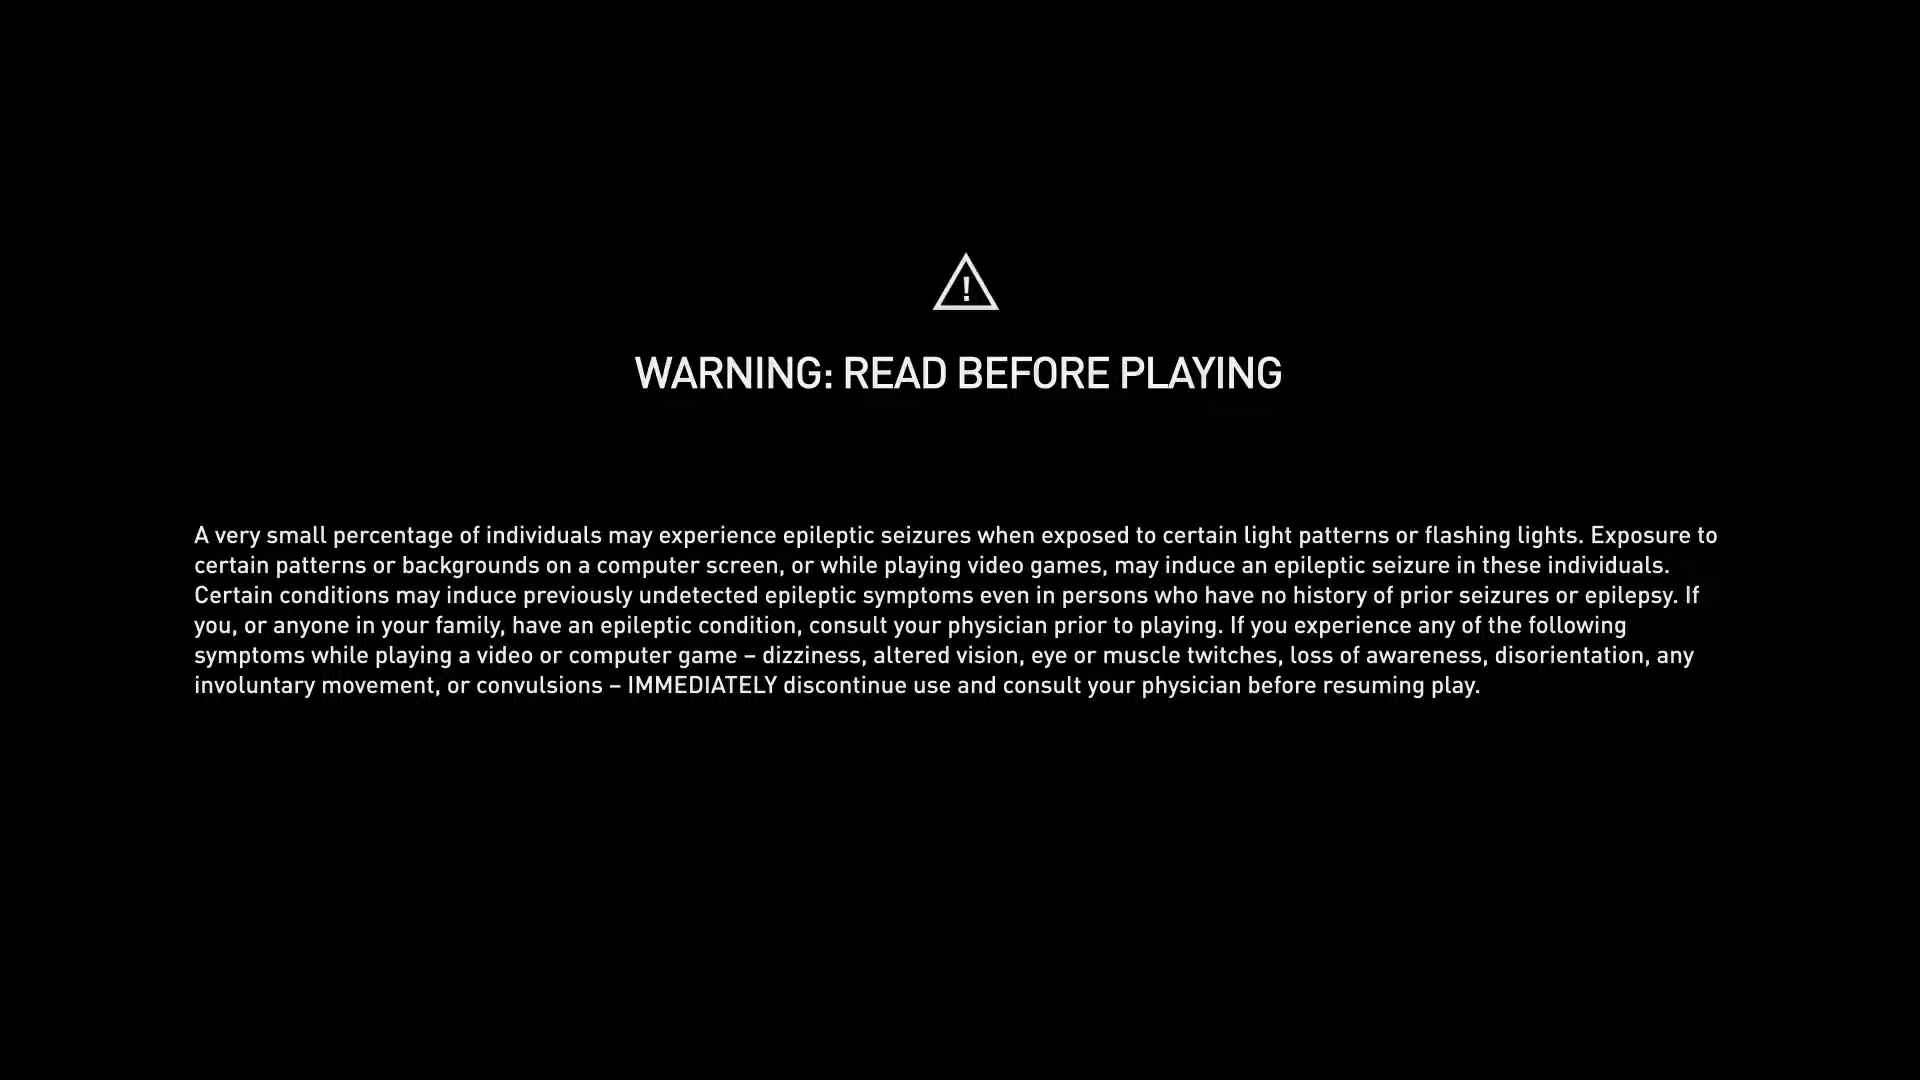 !
WARNING: READ BEFORE PLAYING
A very small percentage of individuals may experience epileptic seizures when exposed to certain light patterns or flashing lights. Exposure to
certain patterns or backgrounds on a computer screen, or while playing video games, may induce an epileptic seizure in these individuals.
Certain conditions may induce previously undetected epileptic symptoms even in persons who have no history of prior seizures or epilepsy. If
you, or anyone in your family, have an epileptic condition, consult your physician prior to playing. If you experience any of the following
symptoms while playing a video or computer game – dizziness, altered vision, eye or muscle twitches, loss of awareness, disorientation, any
involuntary movement, or convulsions – IMMEDIATELY discontinue use and consult your physician before resuming play.